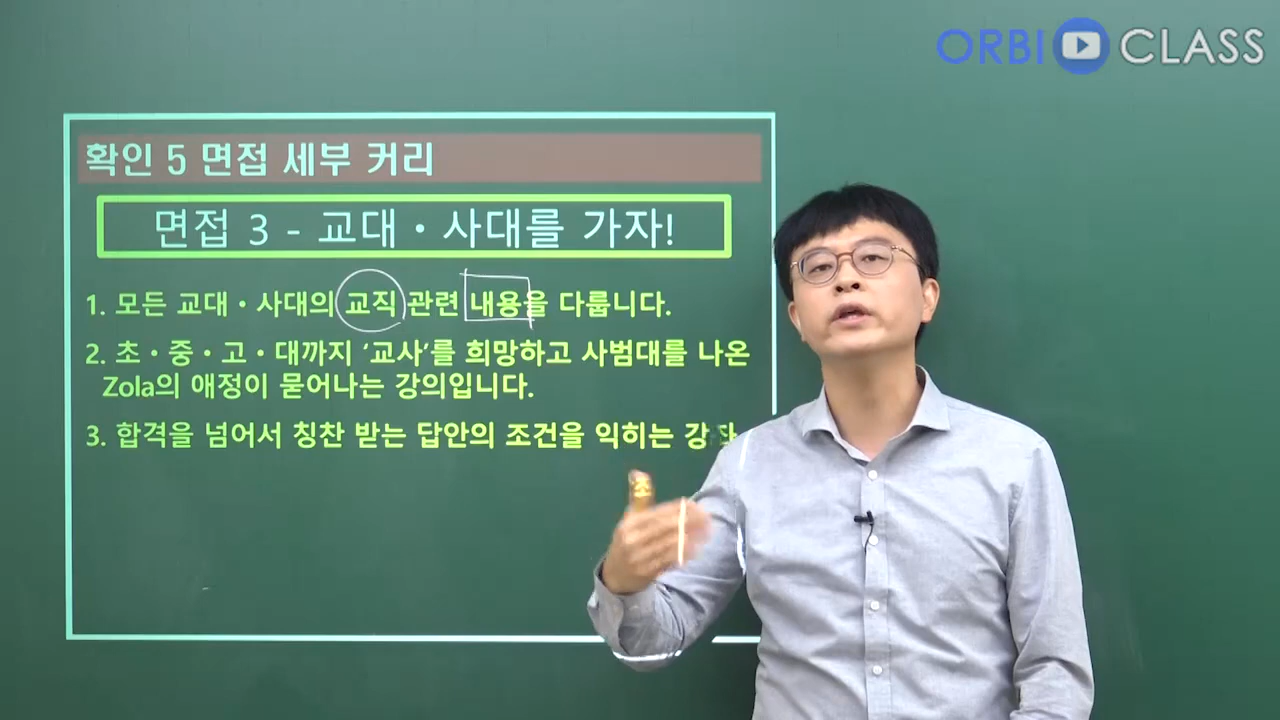 ORBI CLASS
확인 5 면접 세부 커리
면접 3 - 교대・사대를 가자!
1. 모든 교대・사대의 교직 관련 내용을 다룹니다.
2. 초・중・고・대까지 ‘교사’를 희망하고 사범대를 나온
Zola의 애정이 묻어나는 강의입니다.
3. 합격을 넘어서 칭찬 받는 답안의 조건을 익히는 강좌